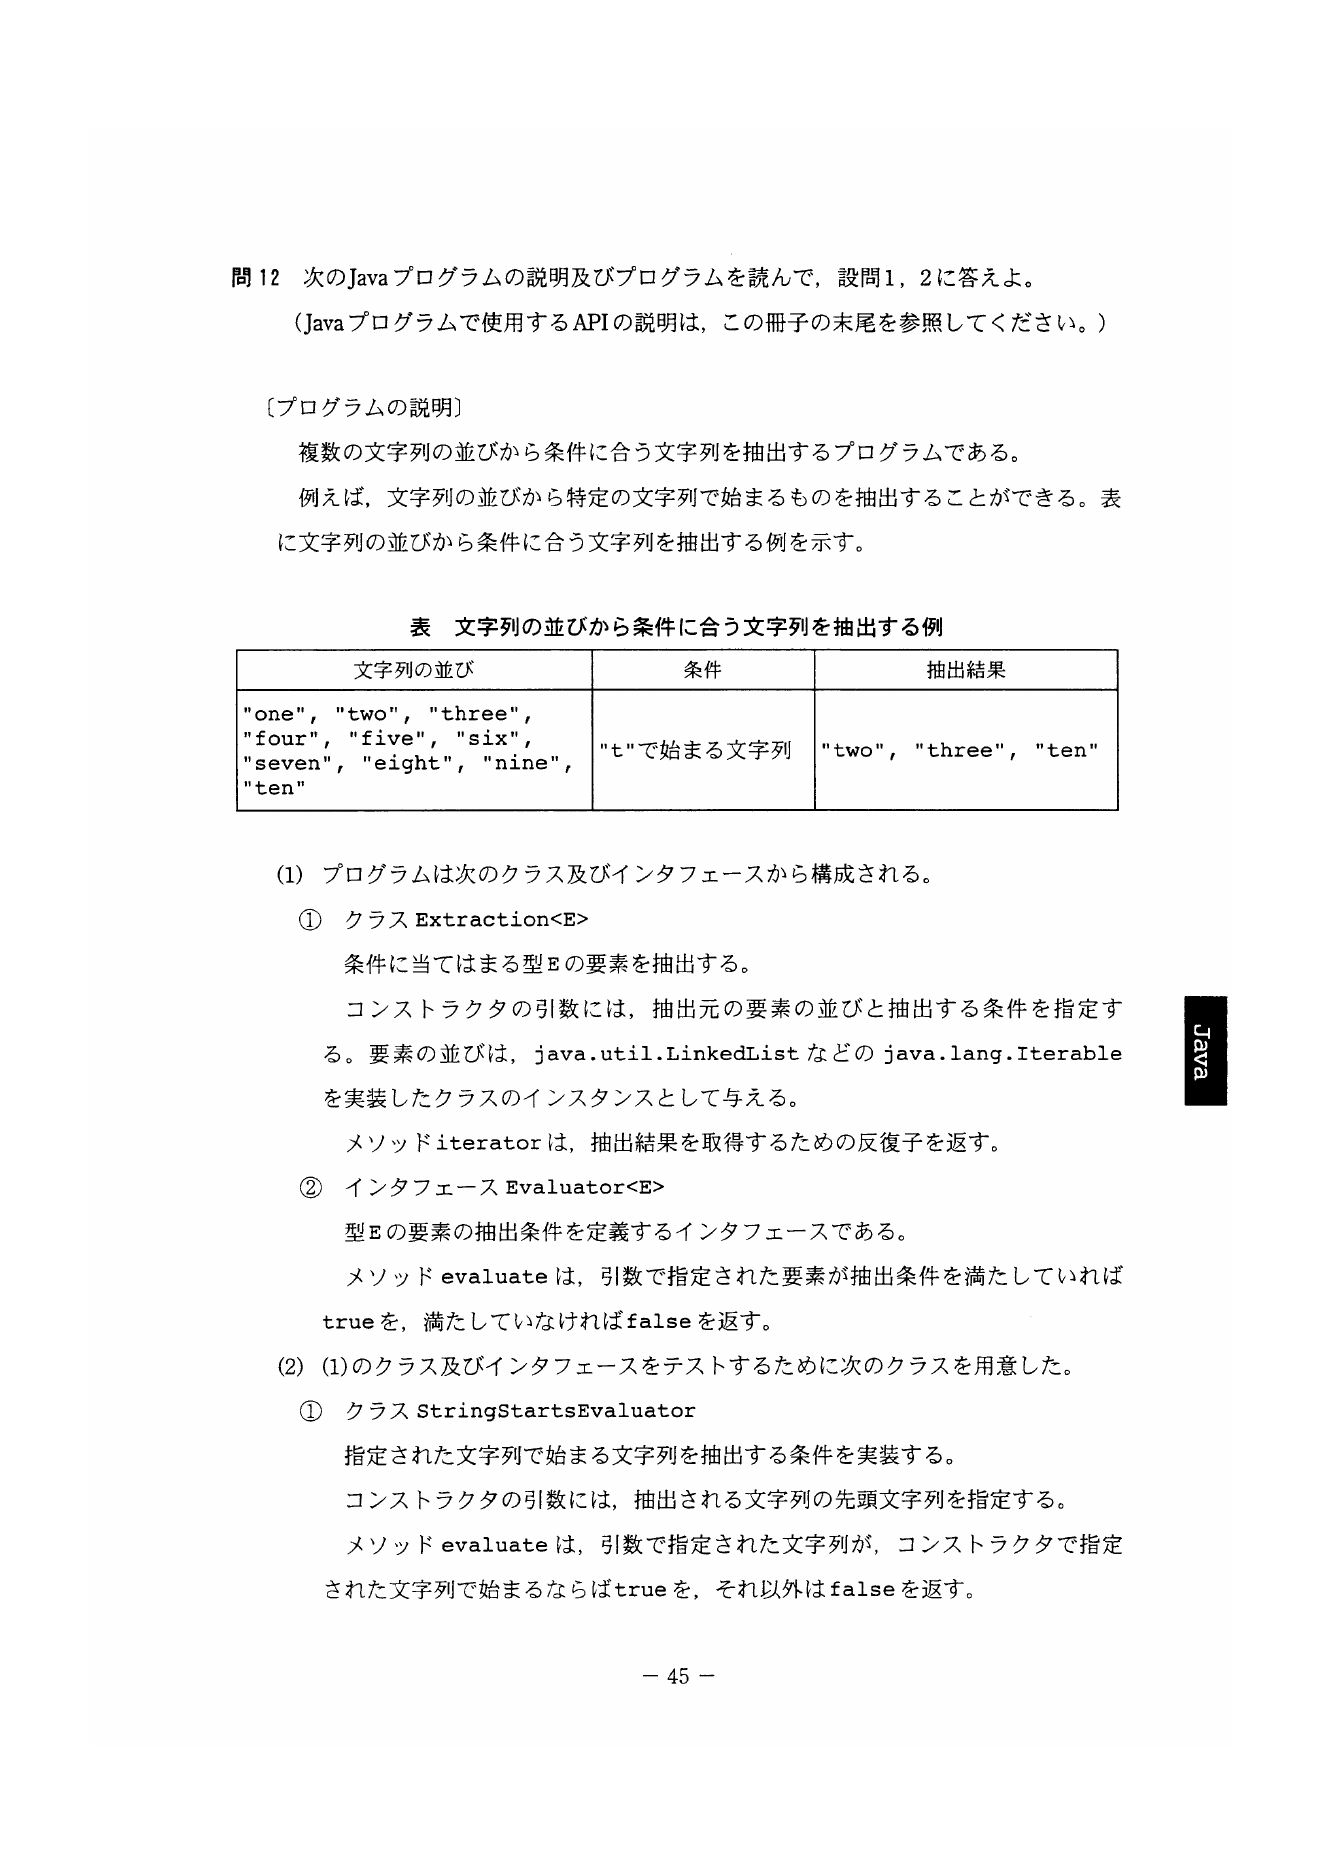 問12　次のJavaプログラムの説明及びプログラムを読んで，設問1，2に答えよ。
（Javaプログラムで使用するAPIの説明は，この冊子の末尾を参照してください。）
〔プログラムの説明〕
複数の文字列の並びから条件に合う文字列を抽出するプログラムである。
例えば，文字列の並びから特定の文字列で始まるものを抽出することができる。表
に文字列の並びから条件に合う文字列を抽出する例を示す。
表　文字列の並びから条件に合う文字列を抽出する例
文字列の並び　条件　抽出結果
"one", "two", "three",
"four", "five", "six",
"seven", "eight", "nine",
"ten"
"t"で始まる文字列
"two", "three", "ten"
(1) プログラムは次のクラス及びインタフェースから構成される。
① クラス Extraction<E>
条件に当てはまる型Eの要素を抽出する。
コンストラクタの引数には，抽出元の要素の並びと抽出する条件を指定す
る。要素の並びは，java.util.LinkedList などの java.lang.Iterable
を実装したクラスのインスタンスとして与える。
メソッドiteratorは，抽出結果を取得するための反復子を返す。
② インタフェース Evaluator<E>
型Eの要素の抽出条件を定義するインタフェースである。
メソッド evaluate は，引数で指定された要素が抽出条件を満たしていれば
trueを，満たしていなければfalseを返す。
(2) (1)のクラス及びインタフェースをテストするために次のクラスを用意した。
① クラス StringStartsEvaluator
指定された文字列で始まる文字列を抽出する条件を実装する。
コンストラクタの引数には，抽出される文字列の先頭文字列を指定する。
メソッド evaluate は，引数で指定された文字列が，コンストラクタで指定
された文字列で始まるならばtrueを，それ以外はfalseを返す。
Java
－ 45 －